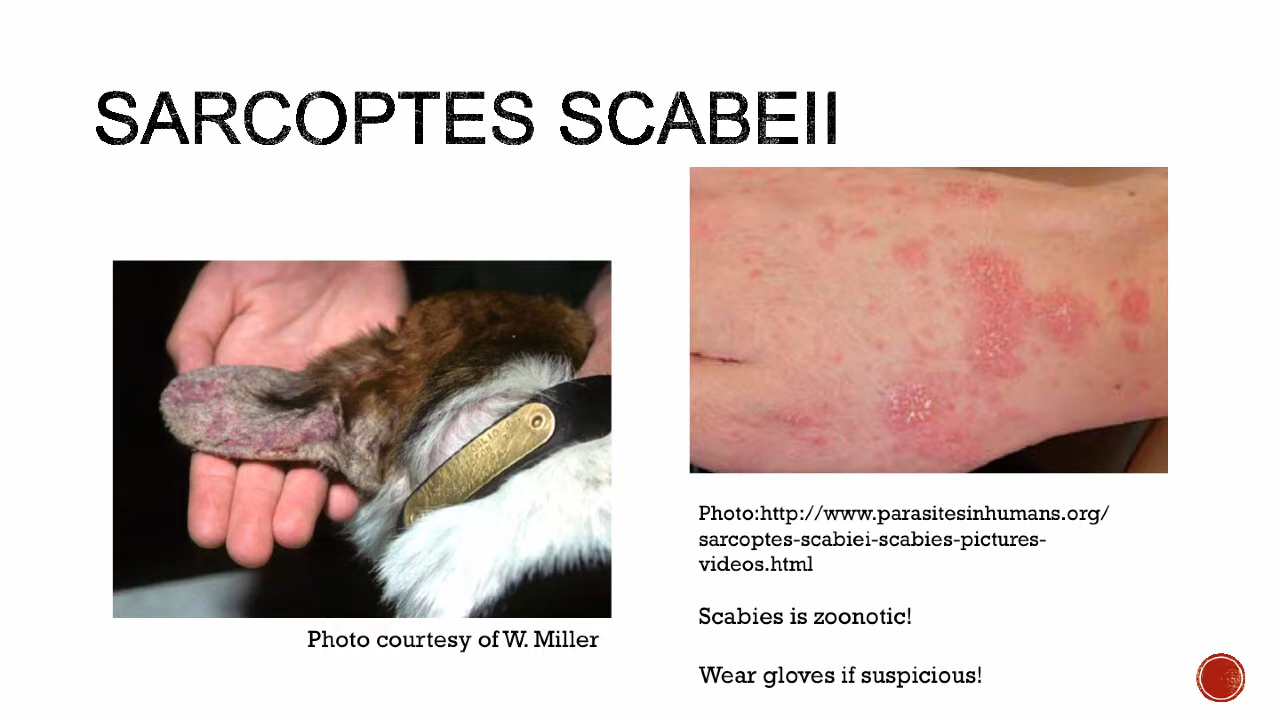 SARCOPTES SCABEII
Photo courtesy of W. Miller
Photo:http://www.parasitesinhumans.org/
sarcoptes-scabiei-scabies-pictures-
videos.html
Scabies is zoonotic!
Wear gloves if suspicious!